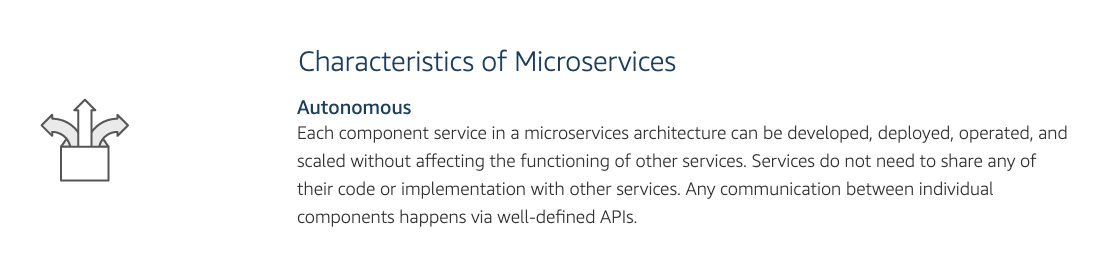 Characteristics of Microservices
Autonomous
Each component service in a microservices architecture can be developed, deployed, operated, and
scaled without affecting the functioning of other services. Services do not need to share any of
their code or implementation with other services. Any communication between individual
components happens via well-defined APIs.